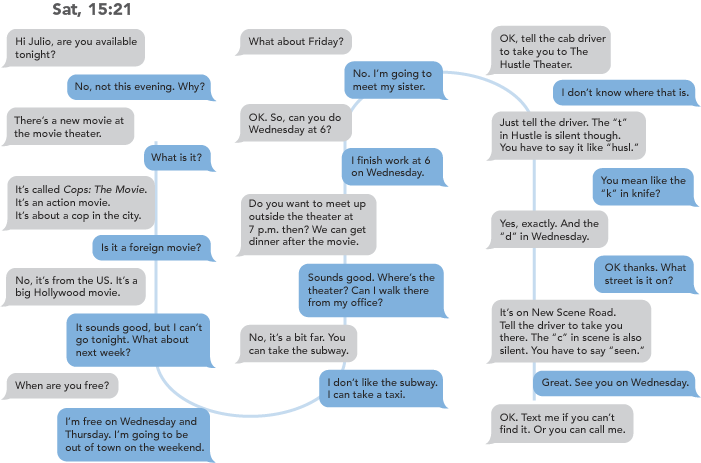 Sat, 15:21
Hi Julio, are you available
tonight?
No, not this evening. Why?
There's a new movie at
the movie theater.
What is it?
It's called Cops: The Movie.
It's an action movie.
It's about a cop in the city.
Is it a foreign movie?
No, it's from the US. It's a
big Hollywood movie.
It sounds good, but I can't
go tonight. What about
next week?
When are you free?
I'm free on Wednesday and
Thursday. I'm going to be
out of town on the weekend.
What about Friday?
No. I'm going to
meet my sister.
OK. So, can you do
Wednesday at 6?
I finish work at 6
on Wednesday.
Do you want to meet up
outside the theater at
7 p.m. then? We can get
dinner after the movie.
Sounds good. Where's the
theater? Can I walk there
from my office?
No, it's a bit far. You
can take the subway.
I don't like the subway.
I can take a taxi.
OK, tell the cab driver
to take you to The
Hustle Theater.
I don't know where that is.
Just tell the driver. The "t"
in Hustle is silent though.
You have to say it like "husl."
You mean like the
"k" in knife?
Yes, exactly. And the
"d" in Wednesday.
OK thanks. What
street is it on?
It's on New Scene Road.
Tell the driver to take you
there. The "c" in scene is also
silent. You have to say "seen."
Great. See you on Wednesday.
OK. Text me if you can't
find it. Or you can call me.